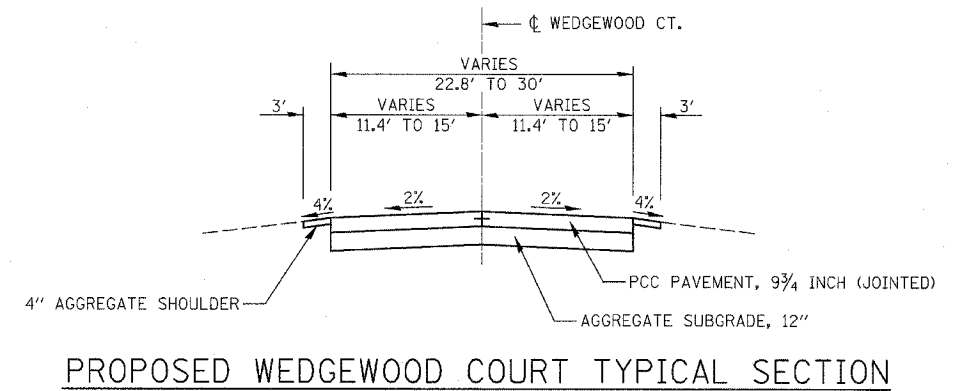 ℄ WEDGEWOOD CT.
VARIES
22.8' TO 30'
3'
VARIES
11.4' TO 15'
VARIES
11.4' TO 15'
3'
4%
2%
2%
4%
4" AGGREGATE SHOULDER
PCC PAVEMENT, 9¾ INCH (JOINTED)
AGGREGATE SUBGRADE, 12"
PROPOSED WEDGEWOOD COURT TYPICAL SECTION